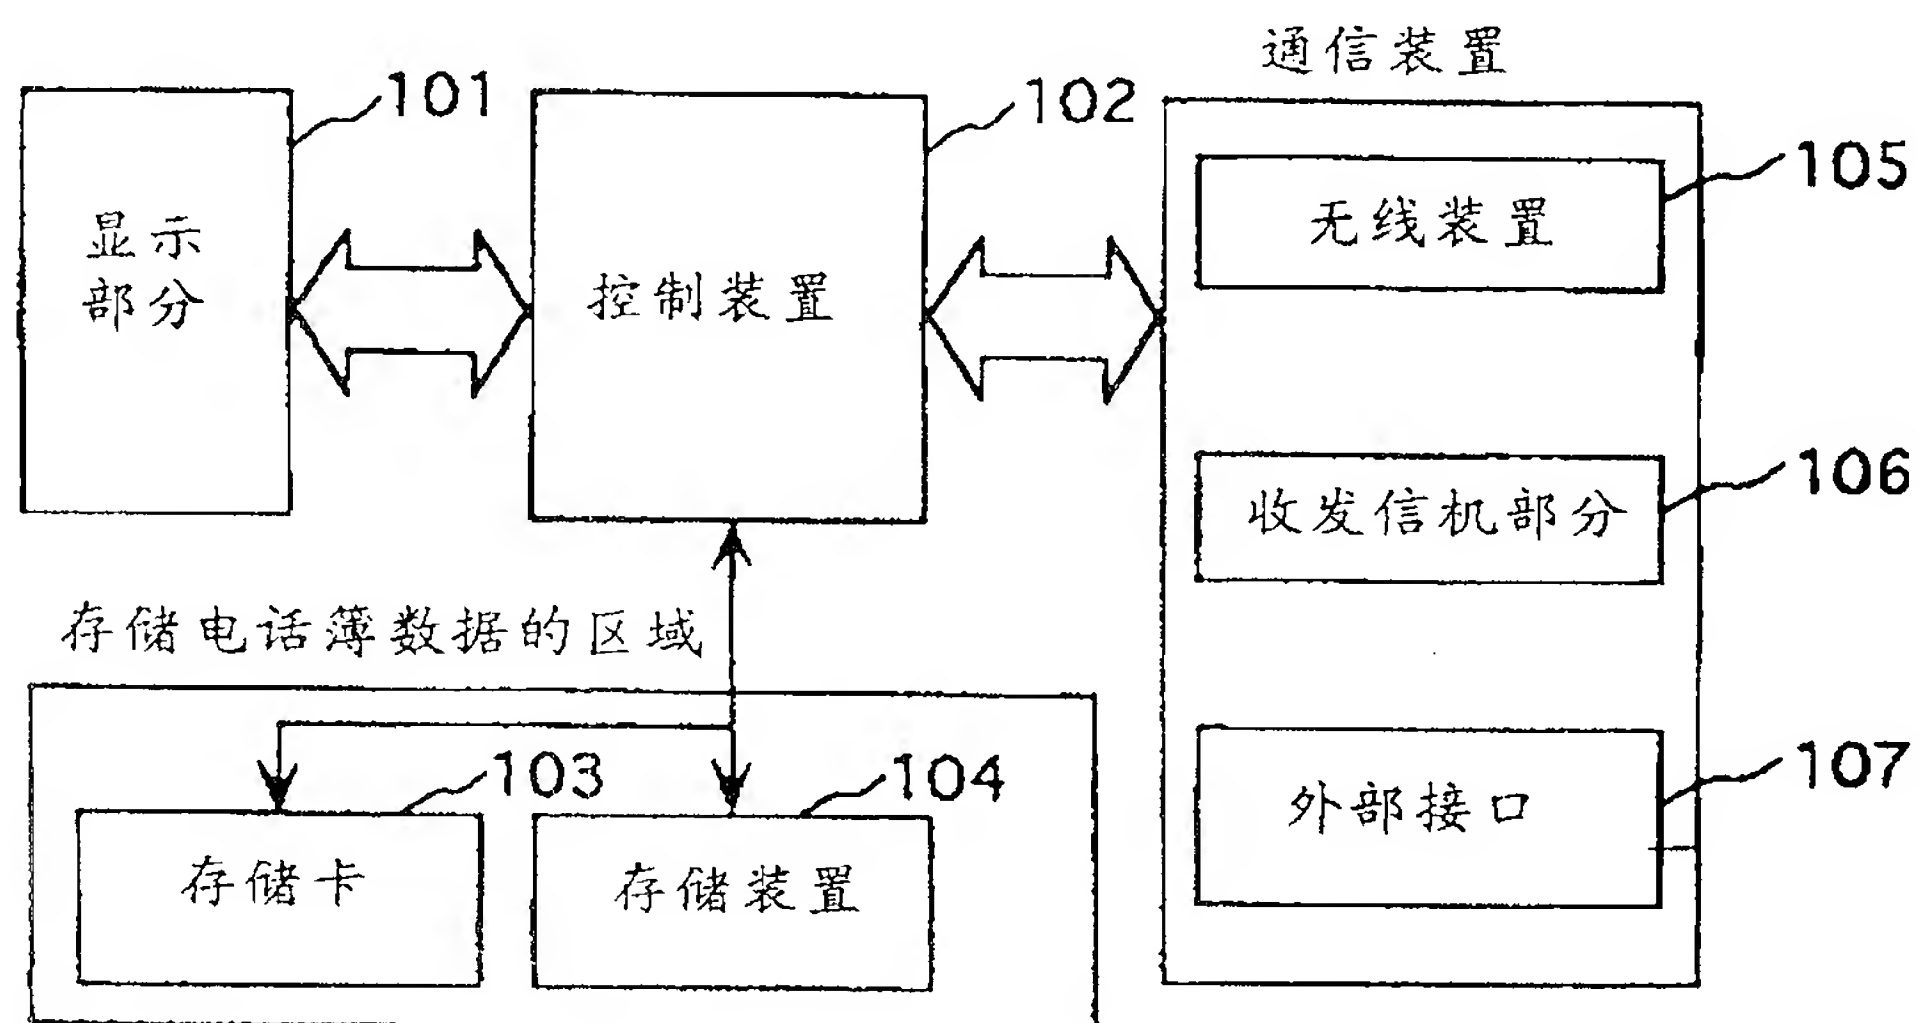 通信装置
101
102
105
显示
部分
控制装置
无线装置
106
收发信机部分
存储电话簿数据的区域
103
104
107
存储卡
存储装置
外部接口